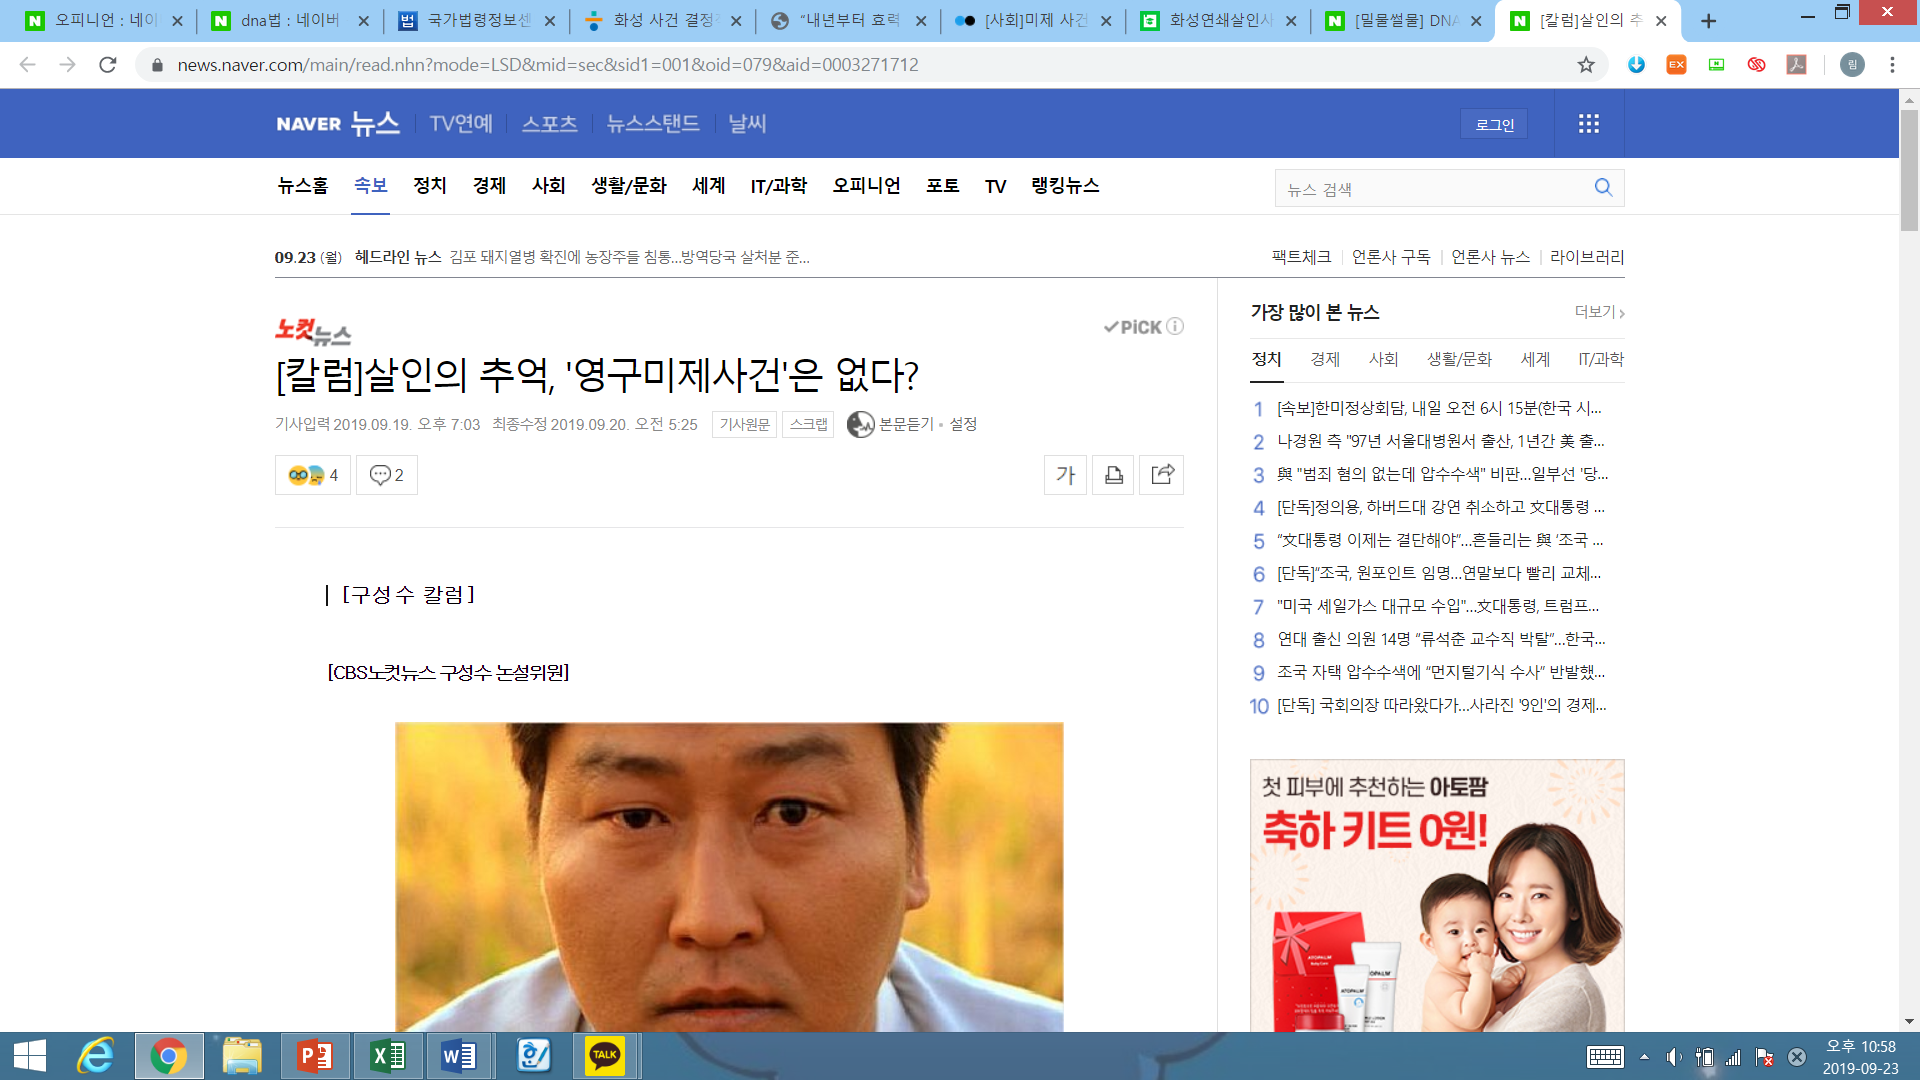 오피니언 : 네이
dna법 : 네이버
국가법령정보센
화성 사건 결정
“내년부터 효력
[사회]미제 사건
화성연쇄살인사
[밀물썰물] DNA
[칼럼]살인의 추
news.naver.com/main/read.nhn?mode=LSD&mid=sec&sid1=001&oid=079&aid=0003271712
EX
림
NAVER 뉴스 TV연예 스포츠 뉴스스탠드 날씨
로그인
뉴스홈 속보 정치 경제 사회 생활/문화 세계 IT/과학 오피니언 포토 TV 랭킹뉴스
뉴스 검색
09.23 (월) 헤드라인 뉴스 김포 돼지열병 확진에 농장주들 침통...방역당국 살처분 준...
팩트체크 언론사 구독 언론사 뉴스 라이브러리
노컷뉴스
PiCK
[칼럼]살인의 추억, '영구미제사건'은 없다?
기사입력 2019.09.19. 오후 7:03 최종수정 2019.09.20. 오전 5:25 기사원문 스크랩 본문듣기 • 설정
4
2
가
[구성수 칼럼]
[CBS노컷뉴스 구성수 논설위원]
가장 많이 본 뉴스
더보기
정치 경제 사회 생활/문화 세계 IT/과학
1 [속보]한미정상회담, 내일 오전 6시 15분(한국 시...
2 나경원 측 "97년 서울대병원서 출산, 1년간 美 출...
3 與 "범죄 혐의 없는데 압수수색" 비판...일부선 '당...
4 [단독]정의용, 하버드대 강연 취소하고 文대통령 ...
5 “文대통령 이제는 결단해야”...흔들리는 與 ‘조국 ...
6 [단독]“조국, 원포인트 임명...연말보다 빨리 교체...
7 "미국 셰일가스 대규모 수입"...文대통령, 트럼프...
8 연대 출신 의원 14명 “류석춘 교수직 박탈”...한국...
9 조국 자택 압수수색에 “먼지털기식 수사” 반발했...
10 [단독] 국회의장 따라왔다가...사라진 '9인'의 경제...
첫 피부에 추천하는 아토팜
축하 키트 0원!
ATOPALM
ATOPALM
ATOPALM
TALK
오후 10:58
2019-09-23